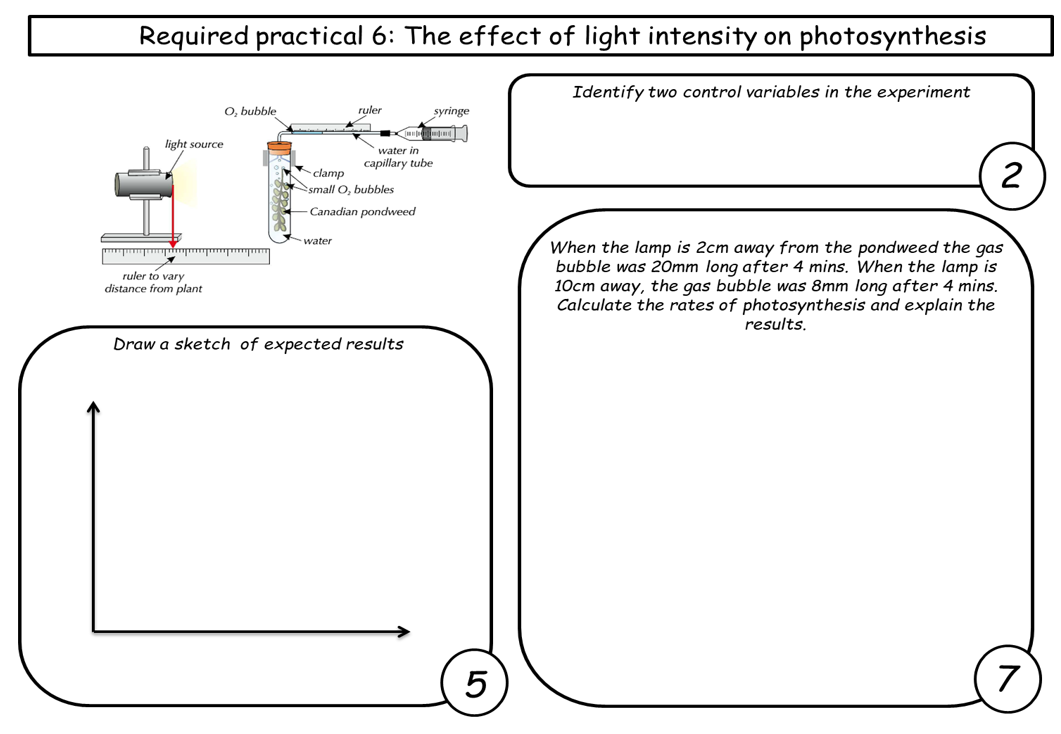 Required practical 6: The effect of light intensity on photosynthesis
O₂ bubble
ruler
syringe
light source
water in
capillary tube
clamp
small O₂ bubbles
Canadian pondweed
water
ruler to vary
distance from plant
Identify two control variables in the experiment
2
When the lamp is 2cm away from the pondweed the gas
bubble was 20mm long after 4 mins. When the lamp is
10cm away, the gas bubble was 8mm long after 4 mins.
Calculate the rates of photosynthesis and explain the
results.
7
Draw a sketch of expected results
5